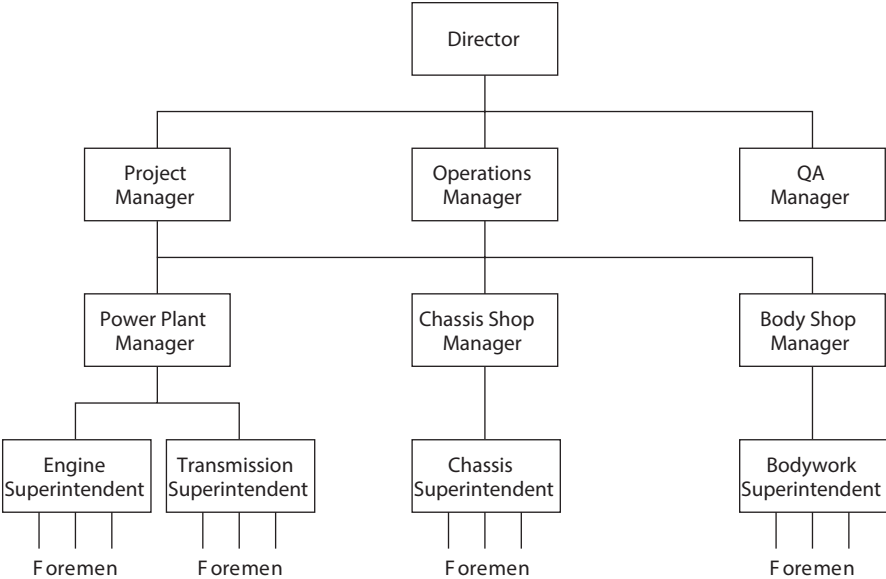 Director
Project
Manager
Operations
Manager
QA
Manager
Power Plant
Manager
Chassis Shop
Manager
Body Shop
Manager
Engine
Superintendent
Transmission
Superintendent
Chassis
Superintendent
Bodywork
Superintendent
Foremen
Foremen
Foremen
Foremen